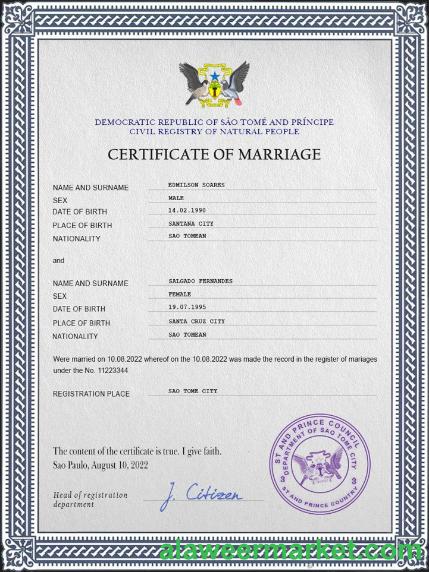 DEMOCRATIC REPUBLIC OF SÃO TOMÉ AND PRÍNCIPE
CIVIL REGISTRY OF NATURAL PEOPLE
CERTIFICATE OF MARRIAGE
NAME AND SURNAME EDMILSON SOARES
SEX MALE
DATE OF BIRTH 14.02.1990
PLACE OF BIRTH SANTANA CITY
NATIONALITY SAO TOMEAN
and
NAME AND SURNAME SALGADO FERNANDES
SEX FEMALE
DATE OF BIRTH 19.07.1995
PLACE OF BIRTH SANTA CRUZ CITY
NATIONALITY SAO TOMEAN
Were married on 10.08.2022 whereof on the 10.08.2022 was made the record in the register of mariages
under the No. 11223344
REGISTRATION PLACE SAO TOME CITY
The content of the certificate is true. I give faith.
Sao Paulo, August 10, 2022
Head of registration
department
J. Citizen
ST AND PRINCE COUNCIL
DEPARTMENT OF SAO TOME CITY
3 3
ST AND PRINCE COUNTRY
alaweermarket.com